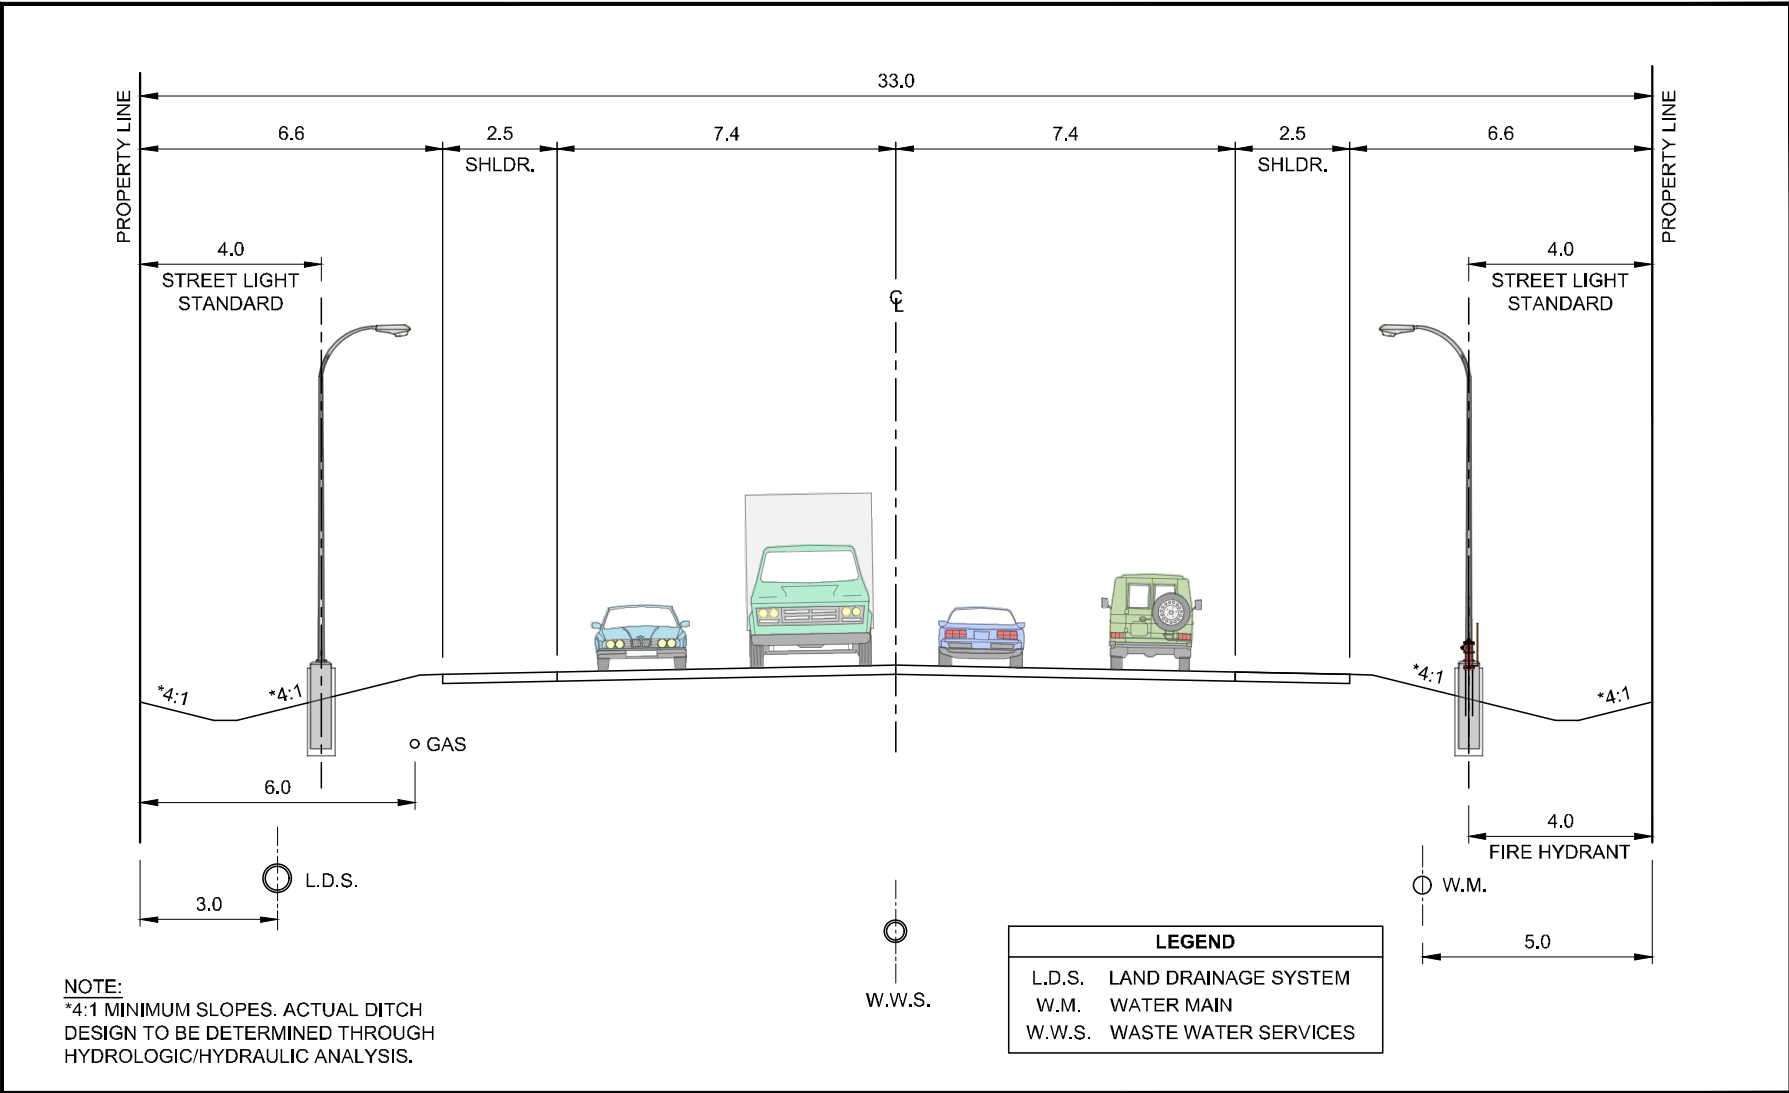 33.0
6.6 2.5 7.4 7.4 2.5 6.6
SHLDR. SHLDR.
PROPERTY LINE
PROPERTY LINE
4.0
STREET LIGHT
STANDARD
4.0
STREET LIGHT
STANDARD
℄
*4:1
*4:1
*4:1
*4:1
GAS
6.0
4.0
FIRE HYDRANT
L.D.S.
W.M.
3.0
5.0
W.W.S.
LEGEND
L.D.S. LAND DRAINAGE SYSTEM
W.M. WATER MAIN
W.W.S. WASTE WATER SERVICES
NOTE:
*4:1 MINIMUM SLOPES. ACTUAL DITCH
DESIGN TO BE DETERMINED THROUGH
HYDROLOGIC/HYDRAULIC ANALYSIS.